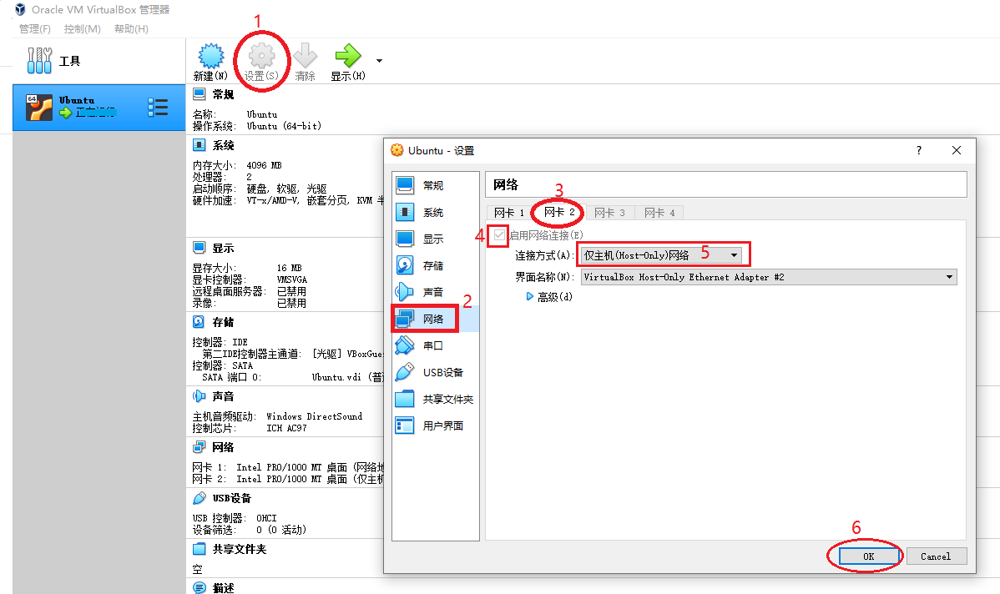 Oracle VM VirtualBox 管理器
管理(F) 控制(M) 帮助(H)
1
工具
新建(N) 设置(S) 清除 显示(H)
64
Ubuntu
正在运行
常规
名称: Ubuntu
操作系统: Ubuntu (64-bit)
系统
内存大小: 4096 MB
处理器: 2
启动顺序: 硬盘, 软驱, 光驱
硬件加速: VT-x/AMD-V, 嵌套分页, KVM 半
显示
显存大小: 16 MB
显卡控制器: VMSVGA
远程桌面服务器: 已禁用
录像: 已禁用
存储
控制器: IDE
第二IDE控制器主通道: [光驱] VBoxGue
控制器: SATA
SATA 端口 0: Ubuntu.vdi (普
声音
主机音频驱动: Windows DirectSound
控制芯片: ICH AC97
网络
网卡 1: Intel PRO/1000 MT 桌面 (网络地
网卡 2: Intel PRO/1000 MT 桌面 (仅主机
USB设备
USB 控制器: OHCI
设备筛选: 0 (0 活动)
共享文件夹
空
描述
Ubuntu - 设置 ?
常规
系统
显示
存储
声音
2
网络
串口
USB设备
共享文件夹
用户界面
网络
3
网卡 1 网卡 2 网卡 3 网卡 4
4 启用网络连接(E)
连接方式(A): 仅主机(Host-Only)网络 5
界面名称(N): VirtualBox Host-Only Ethernet Adapter #2
高级(d)
6
OK Cancel